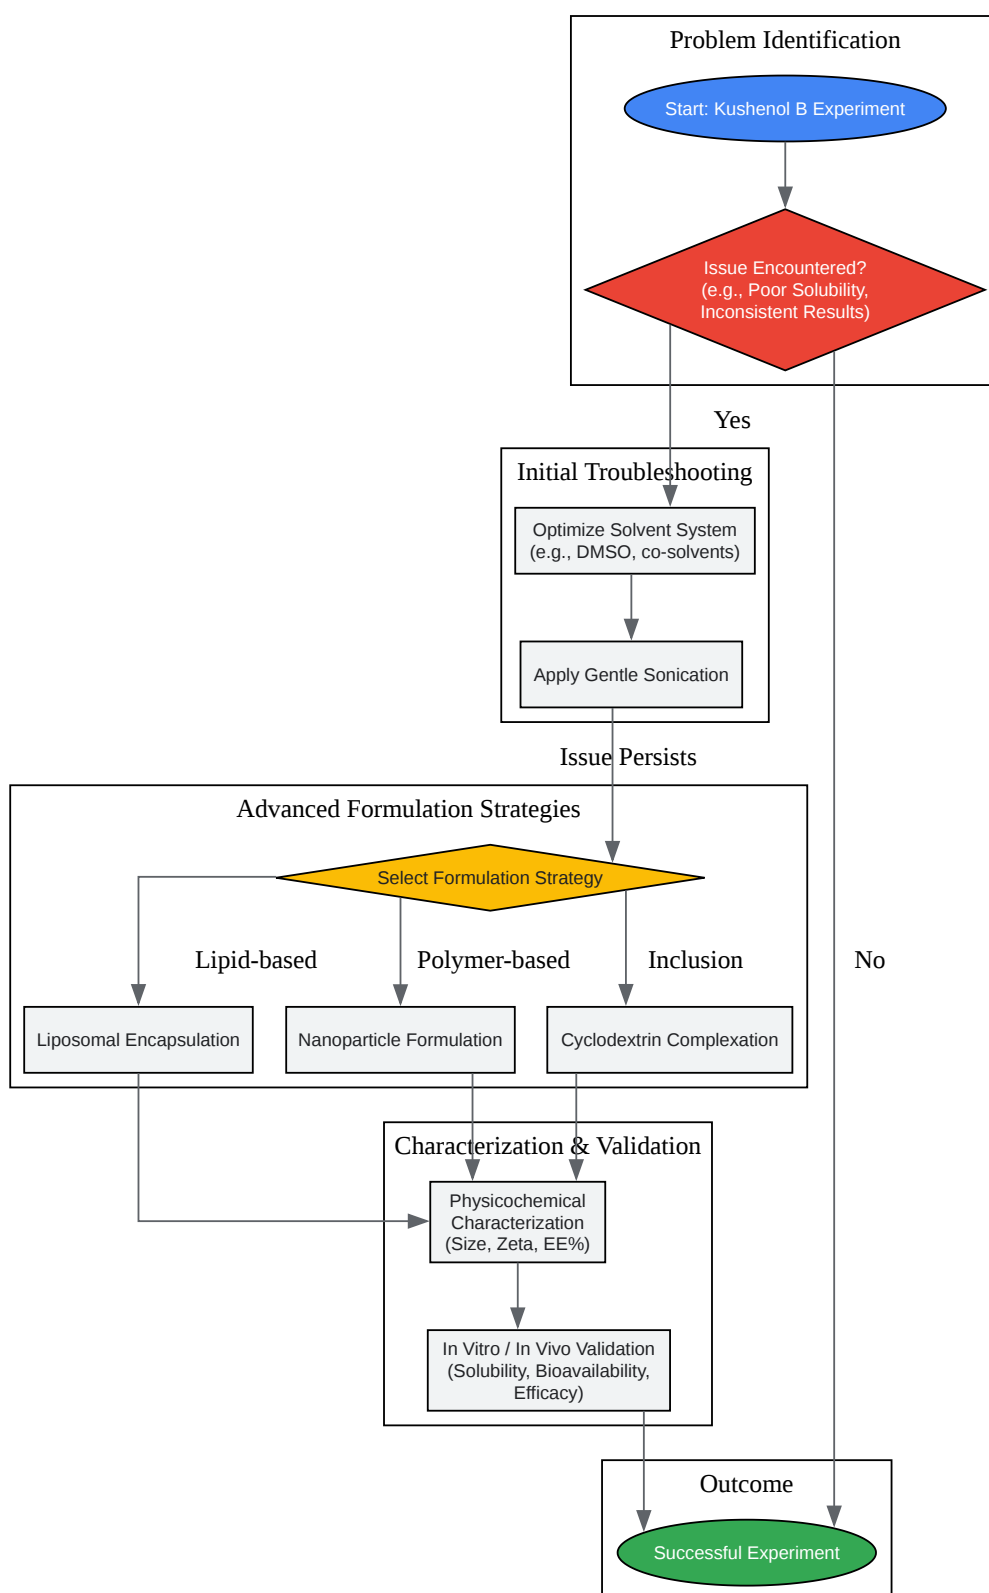 Problem Identification
Start: Kushenol B Experiment
Issue Encountered?
(e.g., Poor Solubility,
Inconsistent Results)
Yes
Initial Troubleshooting
Optimize Solvent System
(e.g., DMSO, co-solvents)
Apply Gentle Sonication
Issue Persists
Advanced Formulation Strategies
Select Formulation Strategy
Lipid-based
Polymer-based
Inclusion
No
Liposomal Encapsulation
Nanoparticle Formulation
Cyclodextrin Complexation
Characterization & Validation
Physicochemical
Characterization
(Size, Zeta, EE%)
In Vitro / In Vivo Validation
(Solubility, Bioavailability,
Efficacy)
Outcome
Successful Experiment